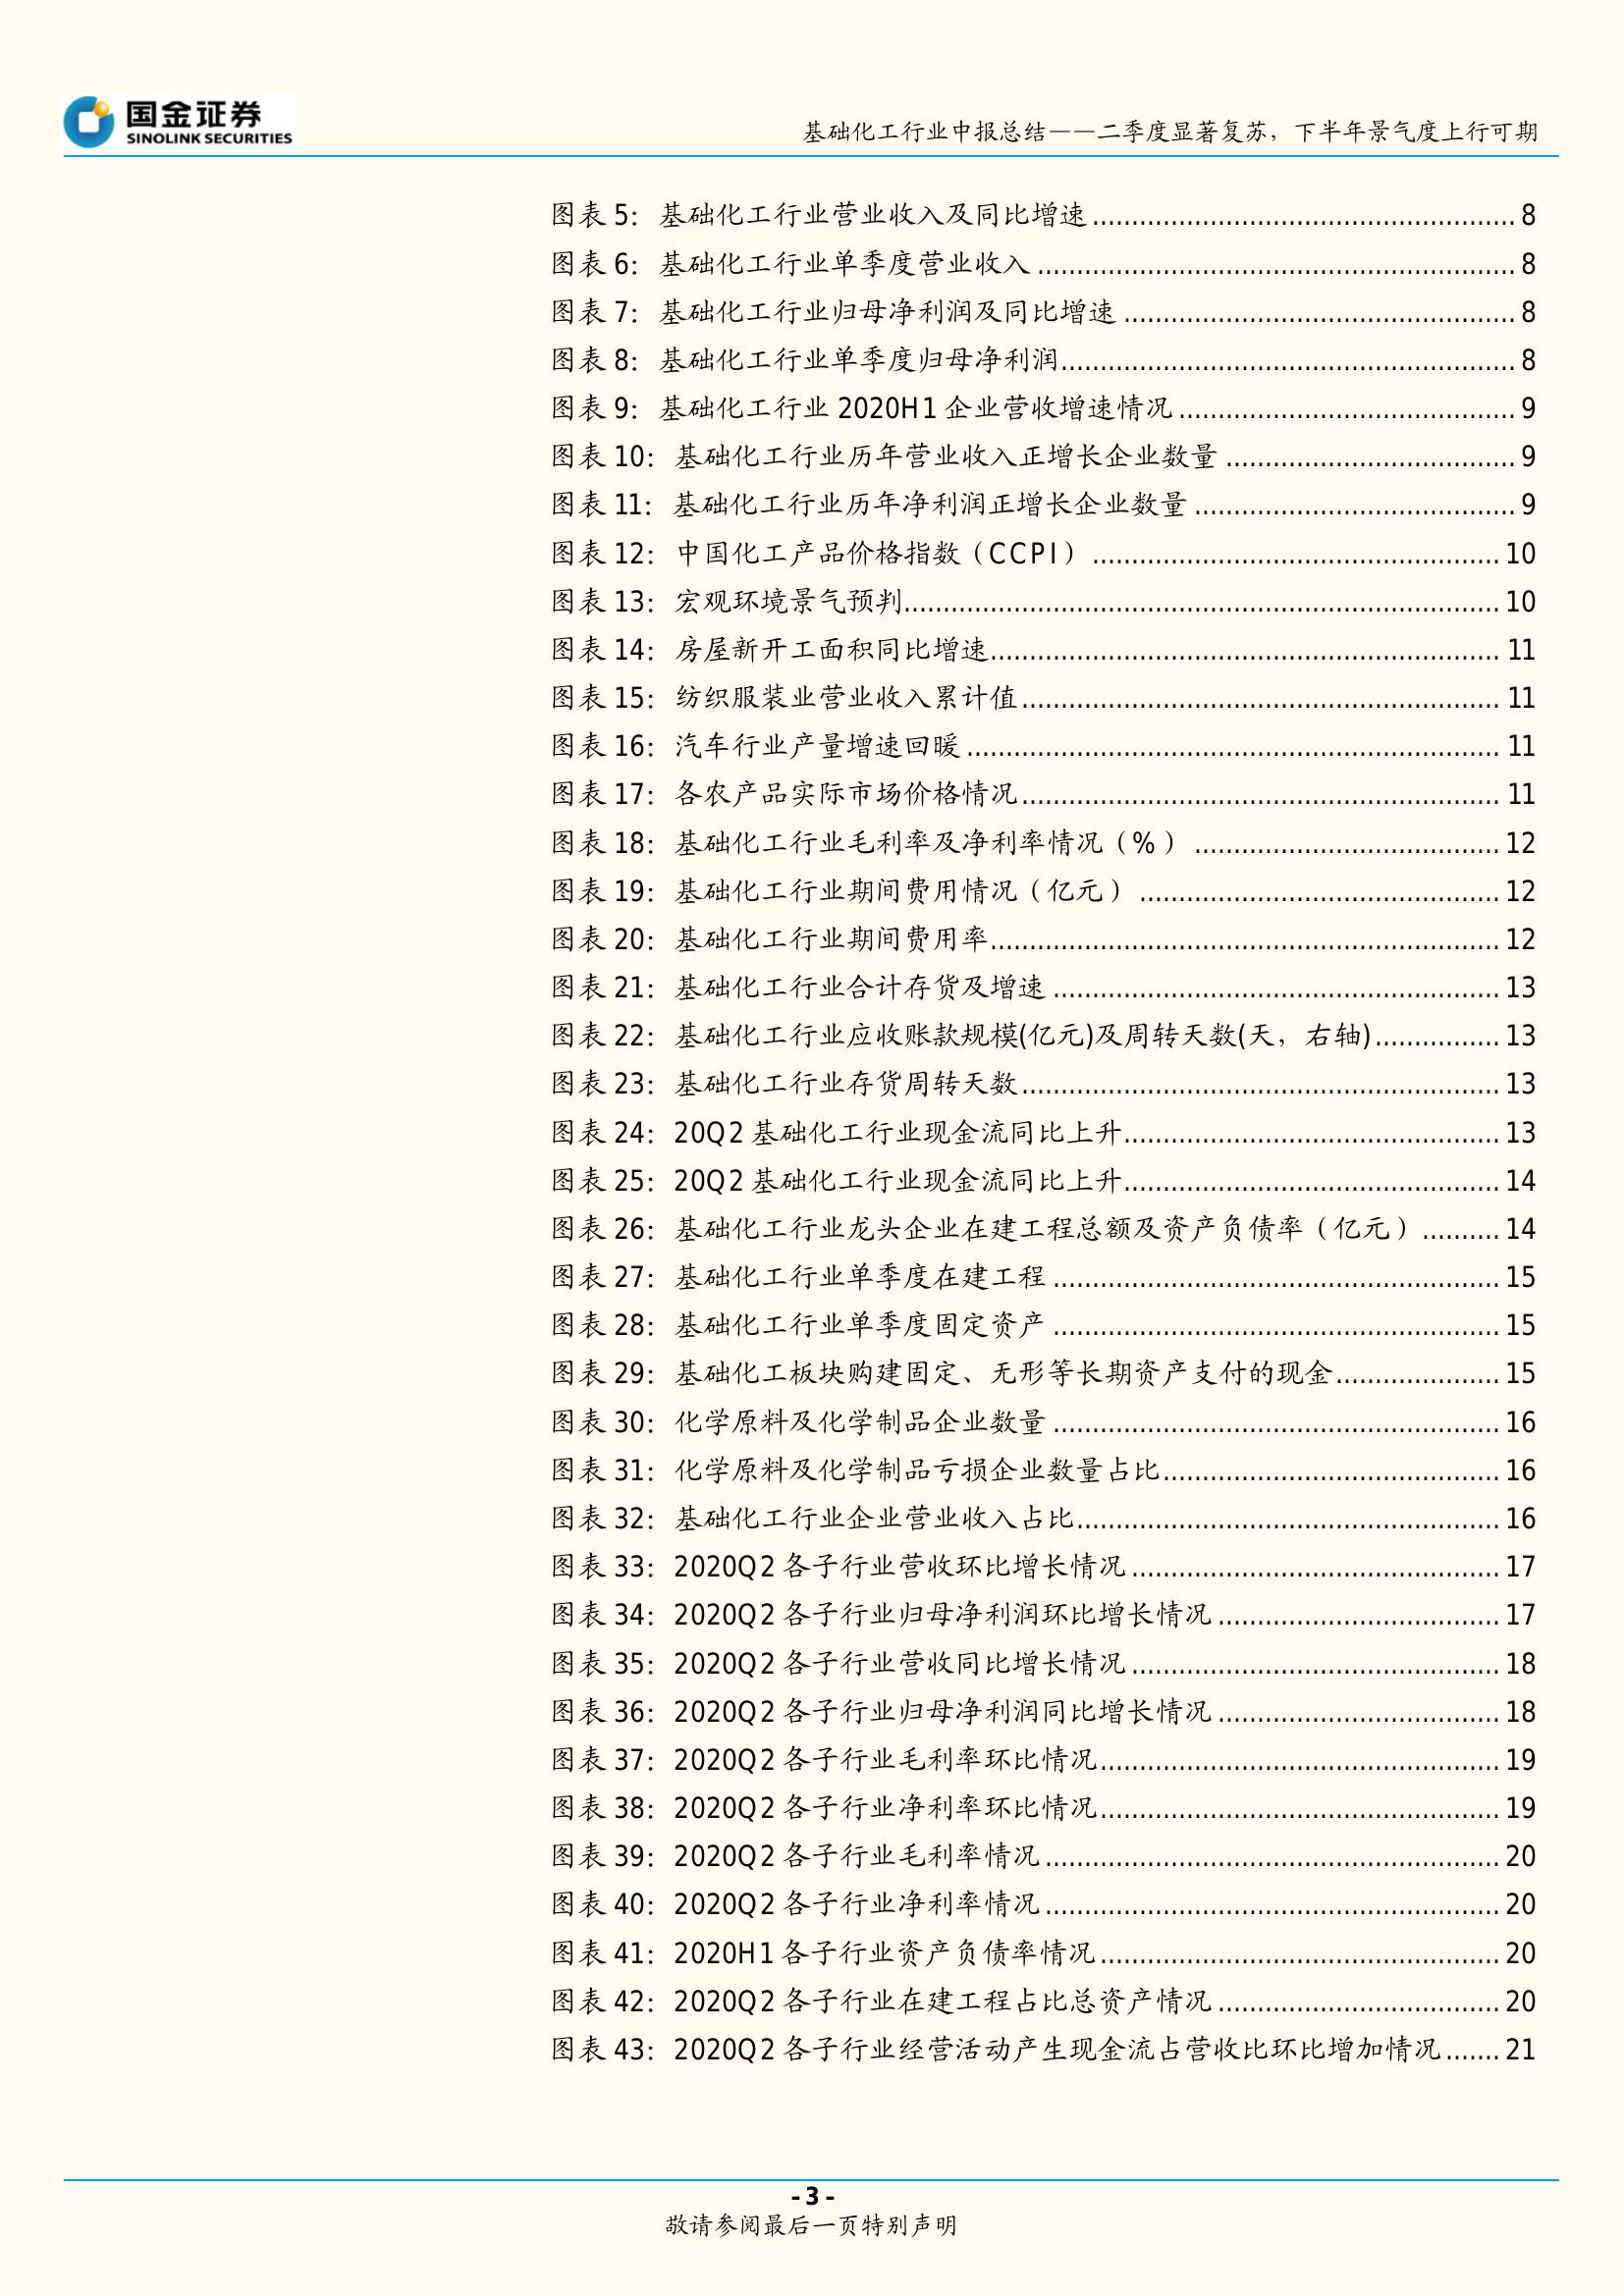 国金证券
SINOLINK SECURITIES
基础化工行业中报总结——二季度显著复苏，下半年景气度上行可期
图表 5：基础化工行业营业收入及同比增速 ........ 8
图表 6：基础化工行业单季度营业收入 ........ 8
图表 7：基础化工行业归母净利润及同比增速 ........ 8
图表 8：基础化工行业单季度归母净利润 ........ 8
图表 9：基础化工行业 2020H1 企业营收增速情况 ........ 9
图表 10：基础化工行业历年营业收入正增长企业数量 ........ 9
图表 11：基础化工行业历年净利润正增长企业数量 ........ 9
图表 12：中国化工产品价格指数（CCPI） ........ 10
图表 13：宏观环境景气预判 ........ 10
图表 14：房屋新开工面积同比增速 ........ 11
图表 15：纺织服装业营业收入累计值 ........ 11
图表 16：汽车行业产量增速回暖 ........ 11
图表 17：各农产品实际市场价格情况 ........ 11
图表 18：基础化工行业毛利率及净利率情况（%） ........ 12
图表 19：基础化工行业期间费用情况（亿元） ........ 12
图表 20：基础化工行业期间费用率 ........ 12
图表 21：基础化工行业合计存货及增速 ........ 13
图表 22：基础化工行业应收账款规模(亿元)及周转天数(天，右轴) ........ 13
图表 23：基础化工行业存货周转天数 ........ 13
图表 24：20Q2 基础化工行业现金流同比上升 ........ 13
图表 25：20Q2 基础化工行业现金流同比上升 ........ 14
图表 26：基础化工行业龙头企业在建工程总额及资产负债率（亿元） ........ 14
图表 27：基础化工行业单季度在建工程 ........ 15
图表 28：基础化工行业单季度固定资产 ........ 15
图表 29：基础化工板块购建固定、无形等长期资产支付的现金 ........ 15
图表 30：化学原料及化学制品企业数量 ........ 16
图表 31：化学原料及化学制品亏损企业数量占比 ........ 16
图表 32：基础化工行业企业营业收入占比 ........ 16
图表 33：2020Q2 各子行业营收环比增长情况 ........ 17
图表 34：2020Q2 各子行业归母净利润环比增长情况 ........ 17
图表 35：2020Q2 各子行业营收同比增长情况 ........ 18
图表 36：2020Q2 各子行业归母净利润同比增长情况 ........ 18
图表 37：2020Q2 各子行业毛利率环比情况 ........ 19
图表 38：2020Q2 各子行业净利率环比情况 ........ 19
图表 39：2020Q2 各子行业毛利率情况 ........ 20
图表 40：2020Q2 各子行业净利率情况 ........ 20
图表 41：2020H1 各子行业资产负债率情况 ........ 20
图表 42：2020Q2 各子行业在建工程占比总资产情况 ........ 20
图表 43：2020Q2 各子行业经营活动产生现金流占营收比环比增加情况 ....... 21
- 3 -
敬请参阅最后一页特别声明